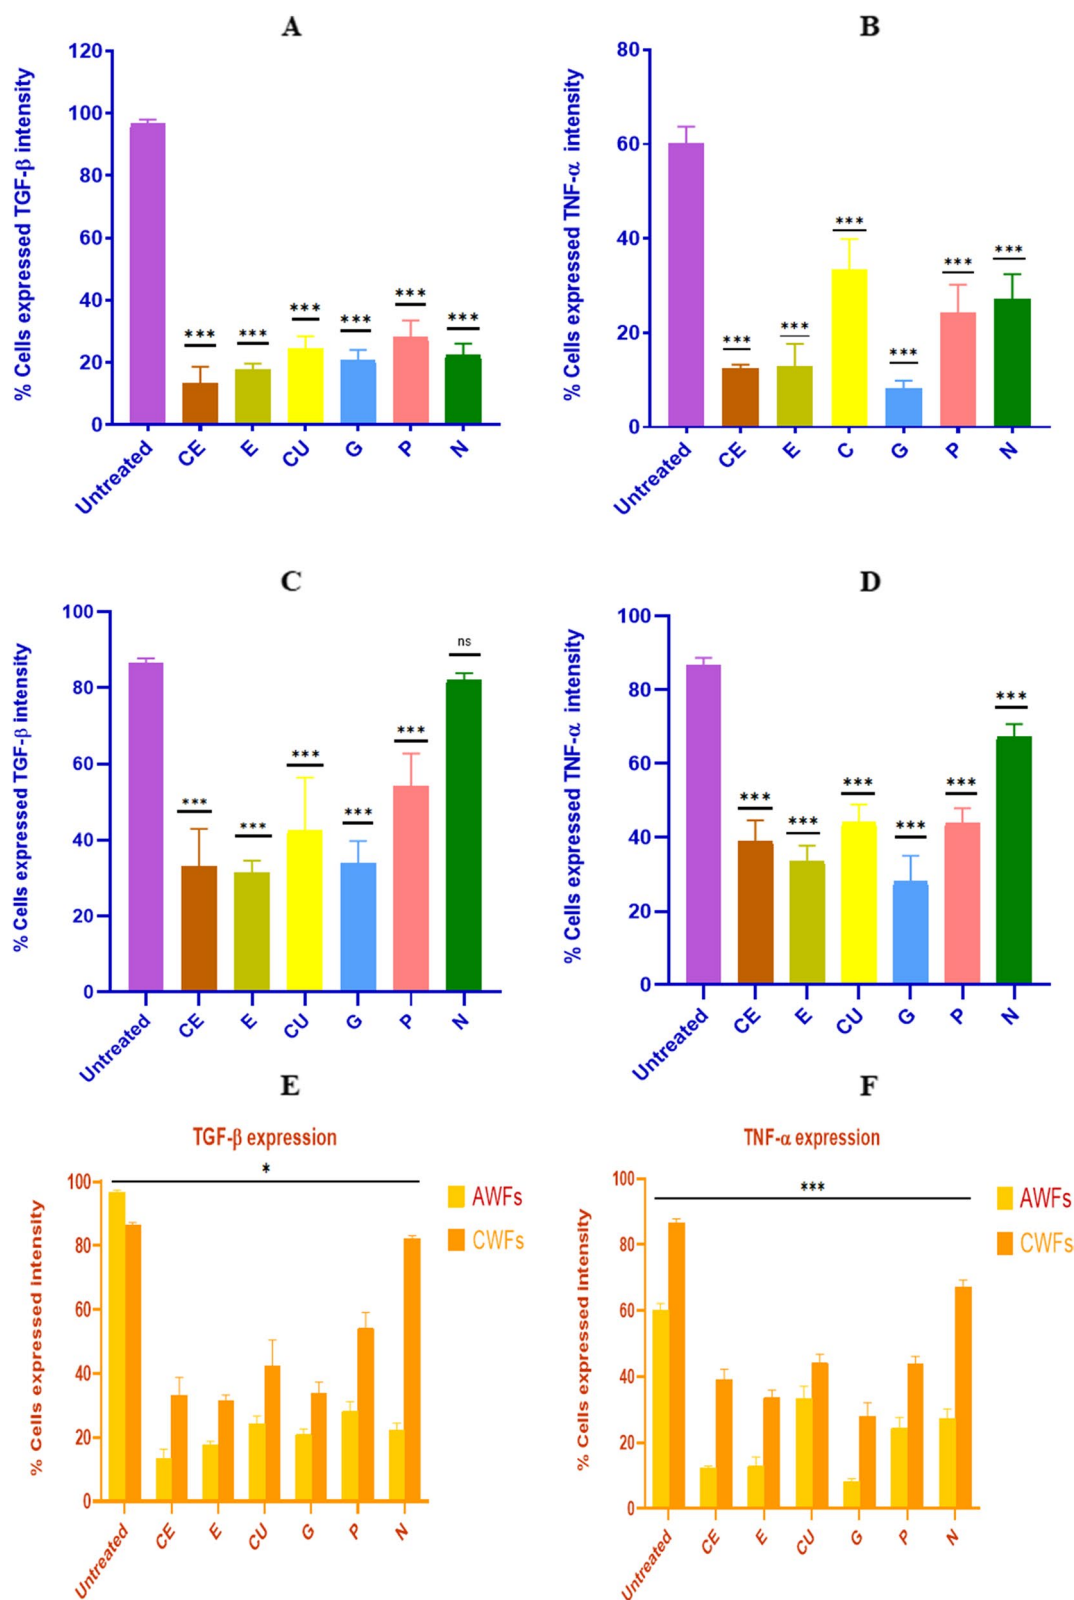 A
% Cells expressed TGF-β intensity
120
100
80
60
40
20
0
***
***
***
***
***
***
Untreated
CE
E
CU
G
P
N
B
% Cells expressed TNF-α intensity
80
60
40
20
0
***
***
***
***
***
***
Untreated
CE
E
C
G
P
N
C
% Cells expressed TGF-β intensity
100
80
60
40
20
0
***
***
***
***
***
ns
Untreated
CE
E
CU
G
P
N
D
% Cells expressed TNF-α intensity
100
80
60
40
20
0
***
***
***
***
***
***
Untreated
CE
E
CU
G
P
N
E
TGF-β expression
% Cells expressed intensity
100
80
60
40
20
0
*
AWFs
CWFs
Untreated
CE
E
CU
G
P
N
F
TNF-α expression
% Cells expressed intensity
100
80
60
40
20
0
***
AWFs
CWFs
Untreated
CE
E
CU
G
P
N